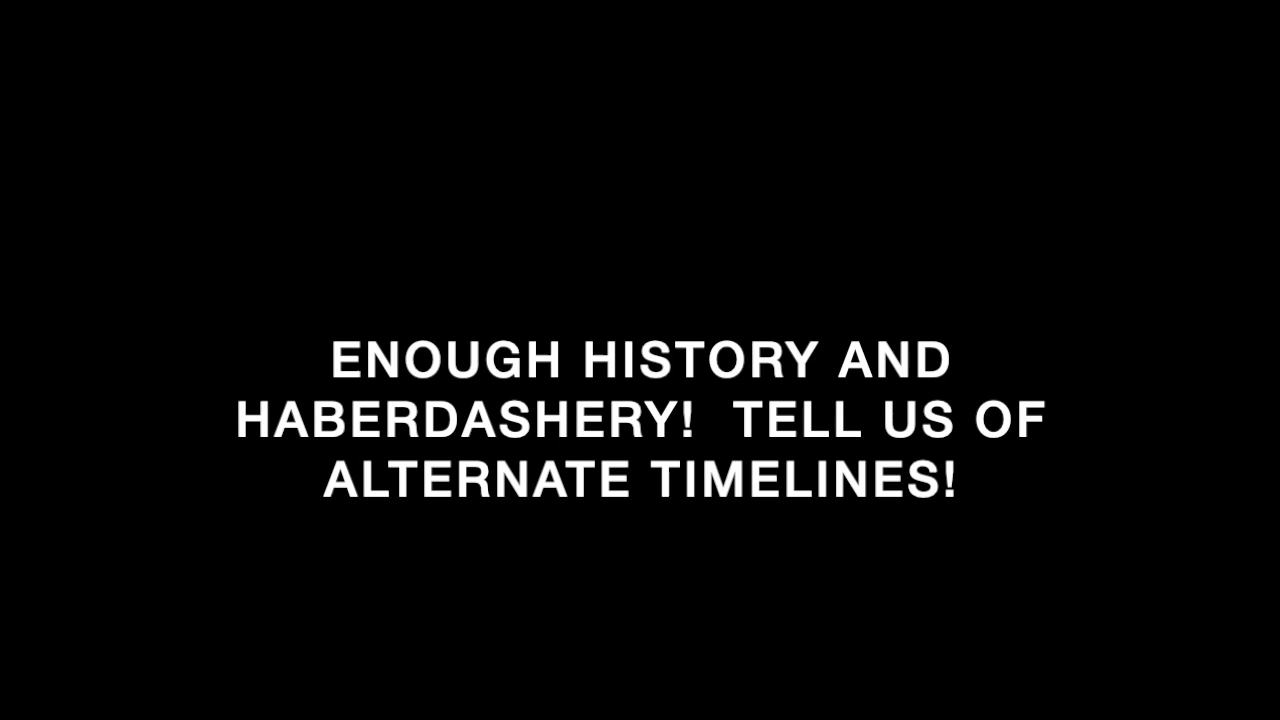 ENOUGH HISTORY AND
HABERDASHERY!  TELL US OF
ALTERNATE TIMELINES!